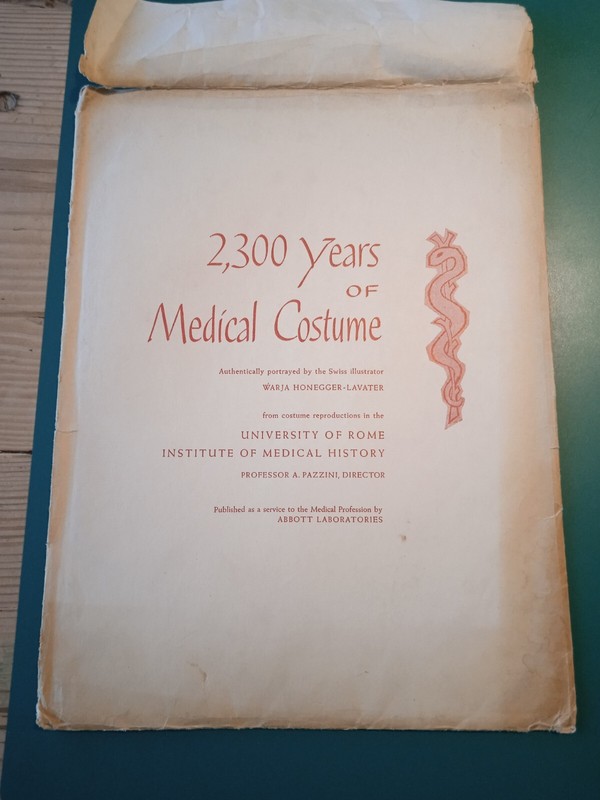 2,300 Years
OF
Medical Costume
Authentically portrayed by the Swiss illustrator
WARJA HONEGGER-LAVATER
from costume reproductions in the
UNIVERSITY OF ROME
INSTITUTE OF MEDICAL HISTORY
PROFESSOR A. PAZZINI, DIRECTOR
Published as a service to the Medical Profession by
ABBOTT LABORATORIES